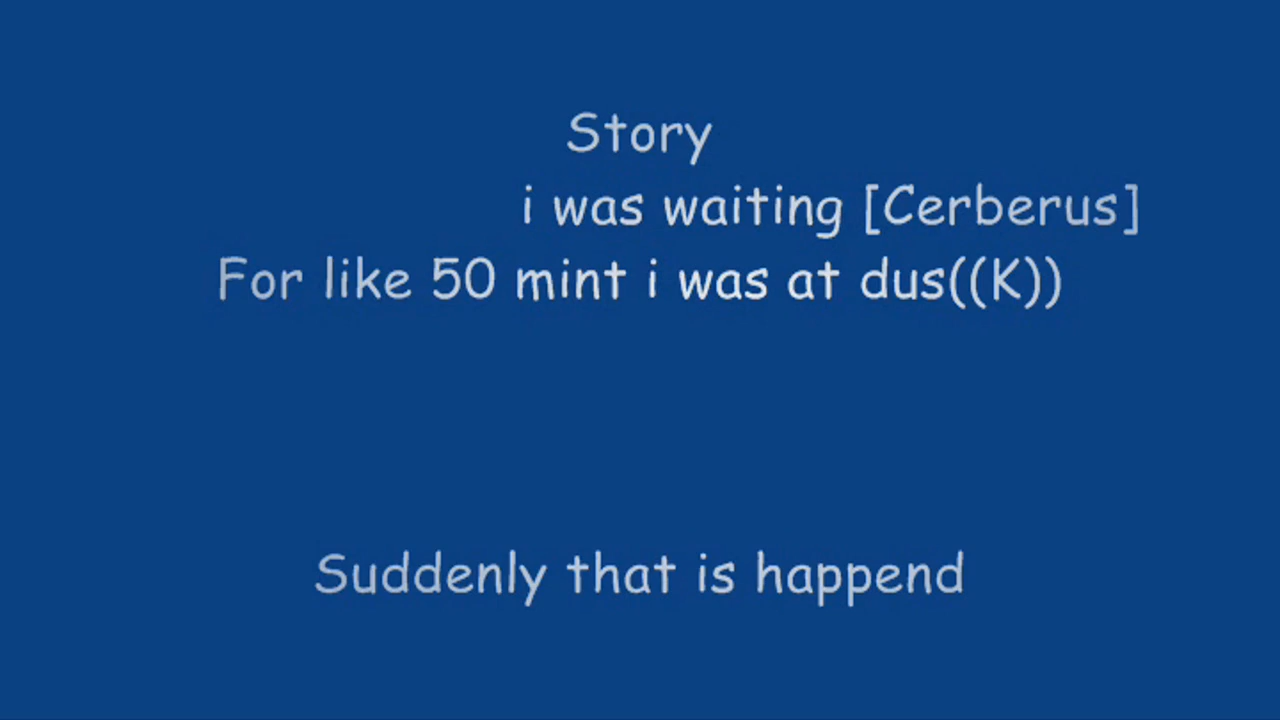 Story
i was waiting [Cerberus]
For like 50 mint i was at dus((K))
Suddenly that is happend